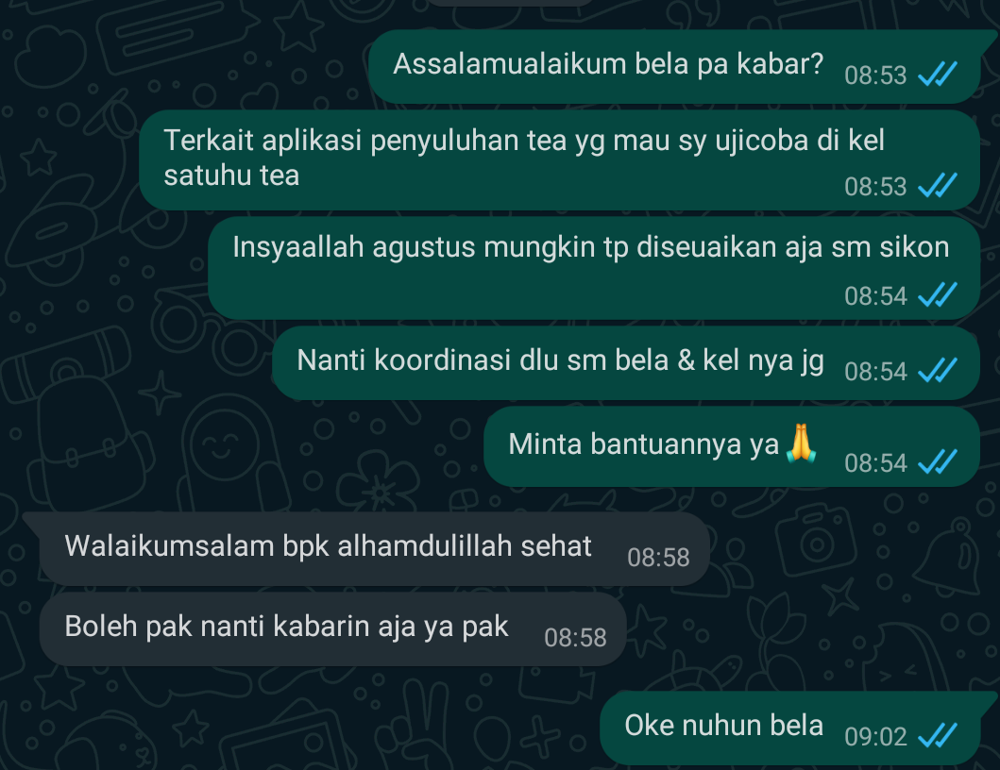 Assalamualaikum bela pa kabar? 08:53
Terkait aplikasi penyuluhan tea yg mau sy ujicoba di kel
satuhu tea 08:53
Insyaallah agustus mungkin tp diseuaikan aja sm sikon
08:54
Nanti koordinasi dlu sm bela & kel nya jg 08:54
Minta bantuannya ya🙏 08:54
Walaikumsalam bpk alhamdulillah sehat 08:58
Boleh pak nanti kabarin aja ya pak 08:58
Oke nuhun bela 09:02